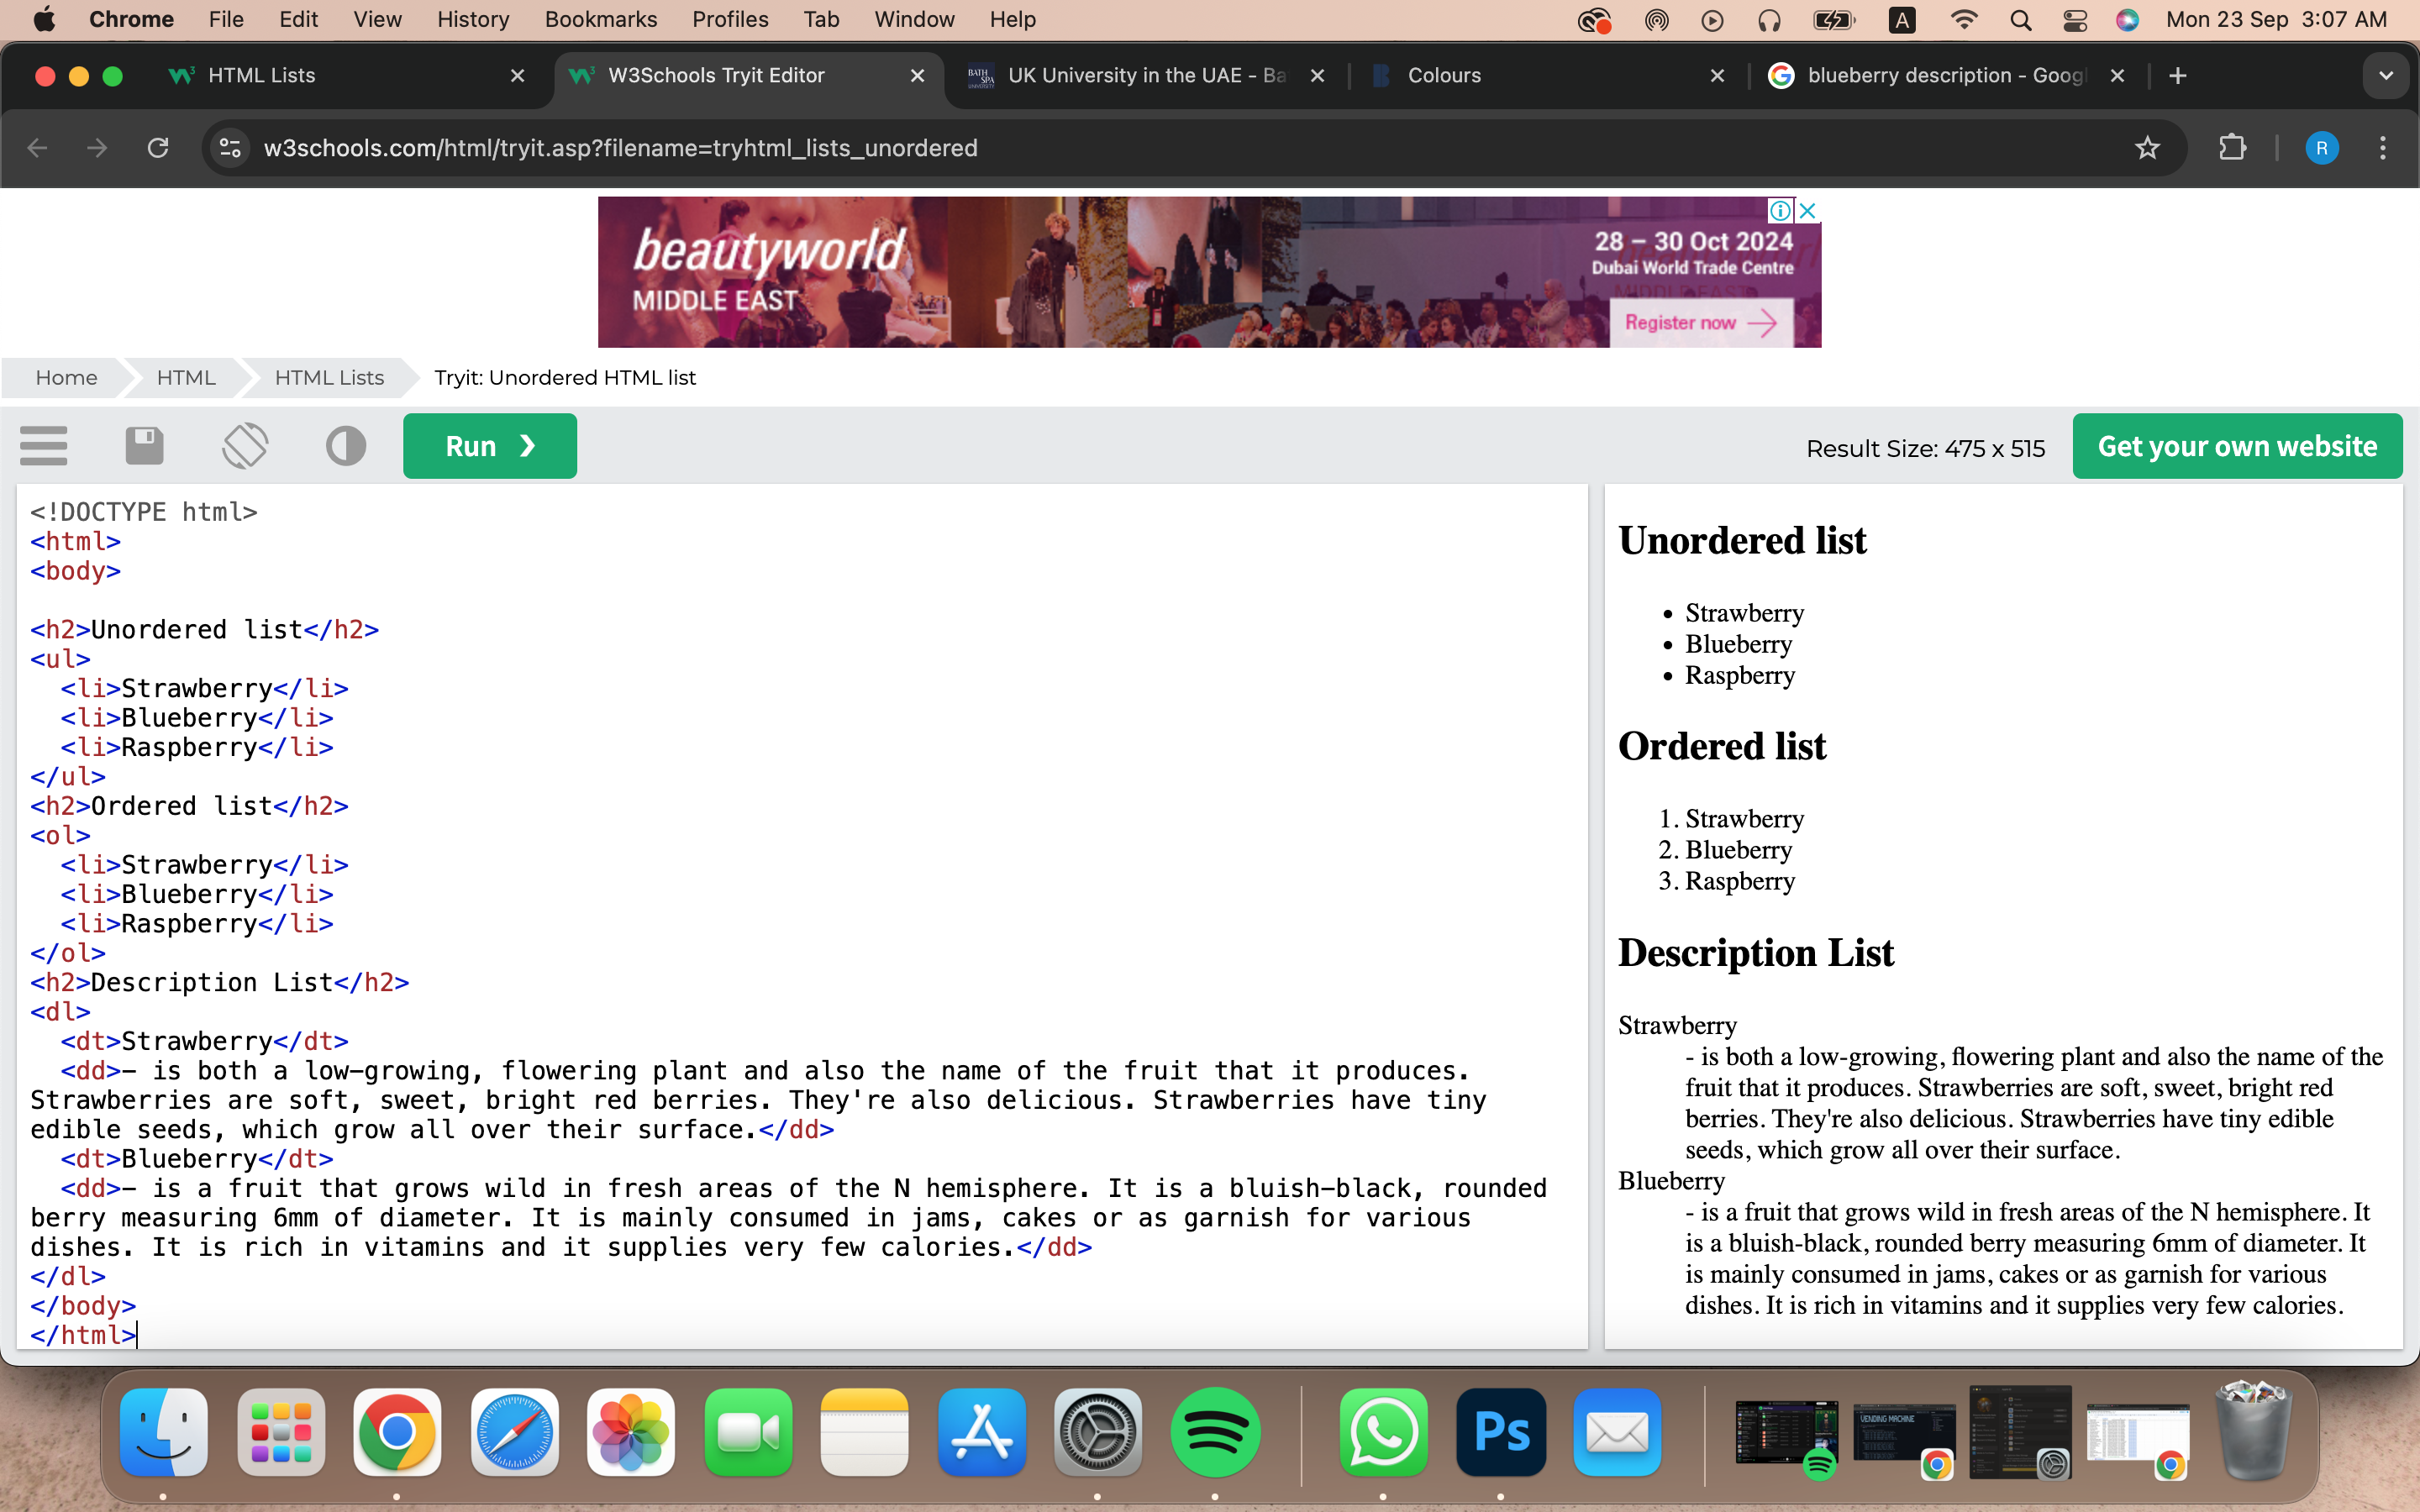 Chrome File Edit View History Bookmarks Profiles Tab Window Help A Mon 23 Sep 3:07 AM
HTML Lists W3Schools Tryit Editor BATH SPA UNIVERSITY UK University in the UAE - Ba Colours blueberry description - Googl
w3schools.com/html/tryit.asp?filename=tryhtml_lists_unordered R
beautyworld
MIDDLE EAST
28 – 30 Oct 2024
Dubai World Trade Centre
Register now
Home HTML HTML Lists Tryit: Unordered HTML list
Run ❯ Result Size: 475 x 515 Get your own website
<!DOCTYPE html>
<html>
<body>
<h2>Unordered list</h2>
<ul>
<li>Strawberry</li>
<li>Blueberry</li>
<li>Raspberry</li>
</ul>
<h2>Ordered list</h2>
<ol>
<li>Strawberry</li>
<li>Blueberry</li>
<li>Raspberry</li>
</ol>
<h2>Description List</h2>
<dl>
<dt>Strawberry</dt>
<dd>- is both a low-growing, flowering plant and also the name of the fruit that it produces.
Strawberries are soft, sweet, bright red berries. They're also delicious. Strawberries have tiny
edible seeds, which grow all over their surface.</dd>
<dt>Blueberry</dt>
<dd>- is a fruit that grows wild in fresh areas of the N hemisphere. It is a bluish-black, rounded
berry measuring 6mm of diameter. It is mainly consumed in jams, cakes or as garnish for various
dishes. It is rich in vitamins and it supplies very few calories.</dd>
</dl>
</body>
</html>
Unordered list
• Strawberry
• Blueberry
• Raspberry
Ordered list
1. Strawberry
2. Blueberry
3. Raspberry
Description List
Strawberry
- is both a low-growing, flowering plant and also the name of the
fruit that it produces. Strawberries are soft, sweet, bright red
berries. They're also delicious. Strawberries have tiny edible
seeds, which grow all over their surface.
Blueberry
- is a fruit that grows wild in fresh areas of the N hemisphere. It
is a bluish-black, rounded berry measuring 6mm of diameter. It
is mainly consumed in jams, cakes or as garnish for various
dishes. It is rich in vitamins and it supplies very few calories.
Ps
VENDING MACHINE